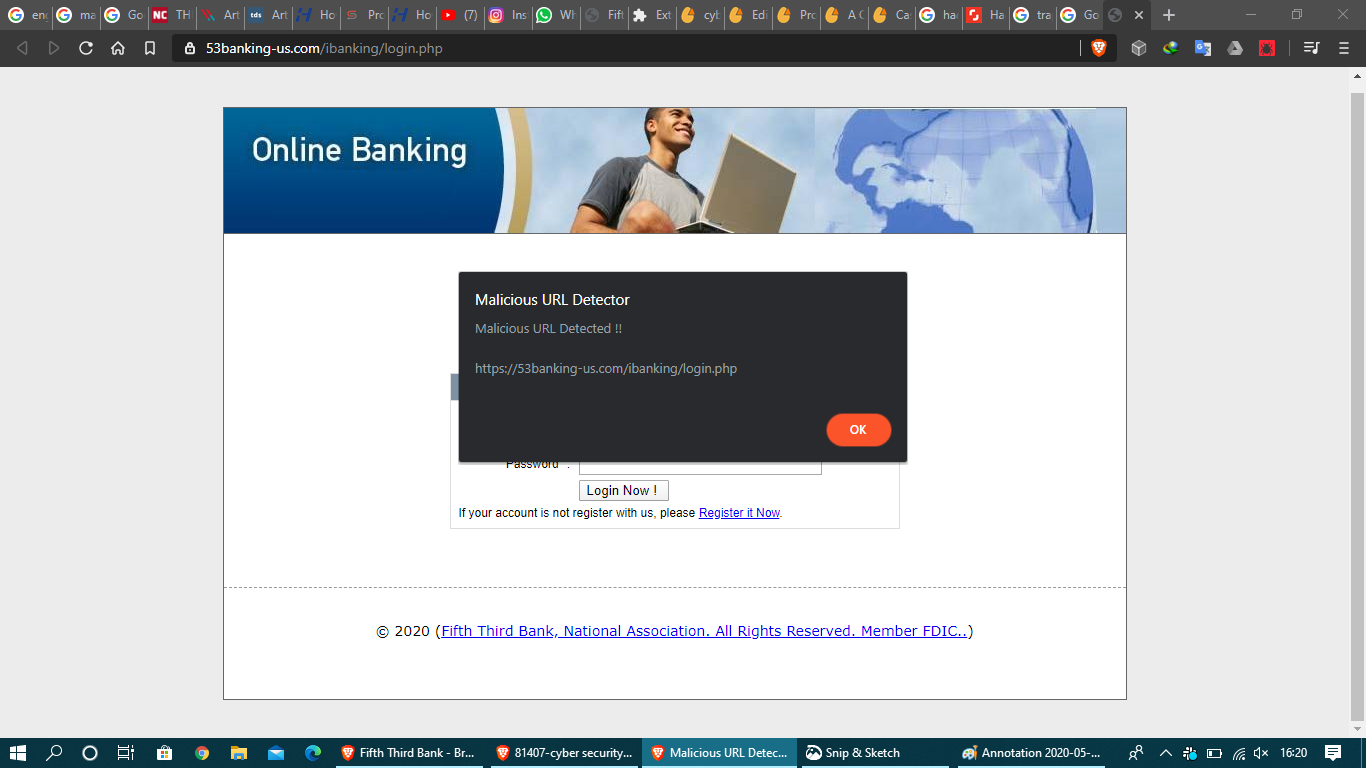 eng
ma
Go
NC TH
Art
tds Art
Ho
Pro
Ho
(7)
Ins
Wh
Fift
Ext
cyb
Edi
Pro
A C
Ca
hac
Ha
tra
Go
53banking-us.com/ibanking/login.php
Online Banking
Malicious URL Detector
Malicious URL Detected !!
https://53banking-us.com/ibanking/login.php
OK
Password :
Login Now !
If your account is not register with us, please Register it Now.
© 2020 (Fifth Third Bank, National Association. All Rights Reserved. Member FDIC..)
Fifth Third Bank - Br...
81407-cyber security...
Malicious URL Detec...
Snip & Sketch
Annotation 2020-05-...
16:20